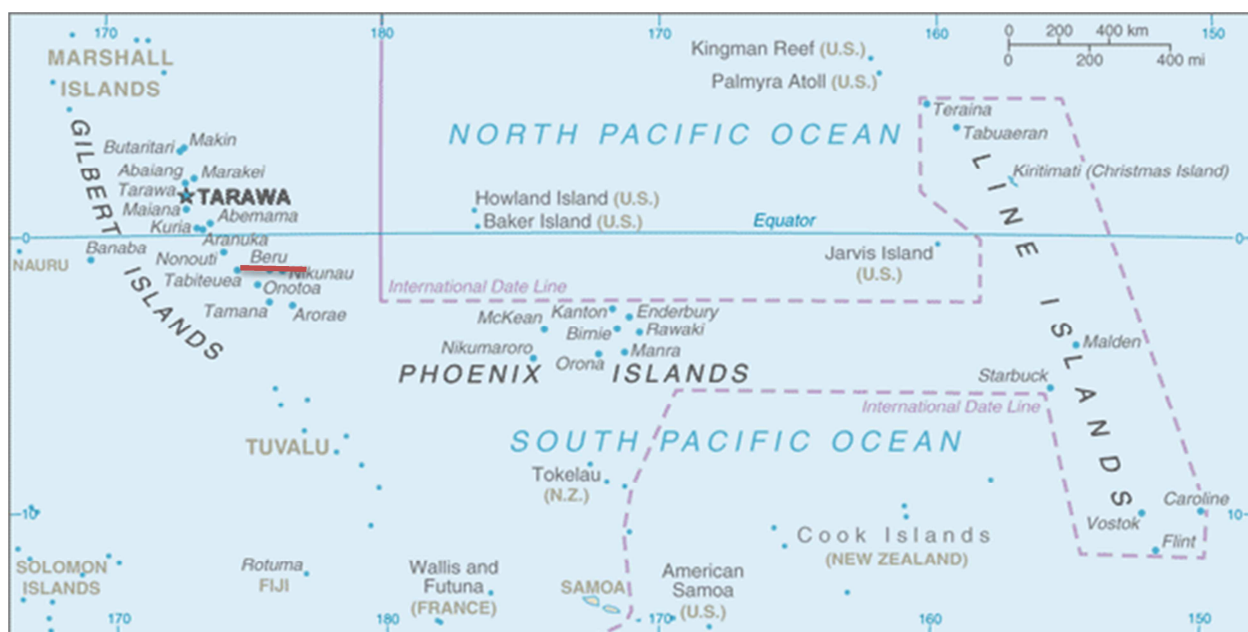 170
180
170
160
150
MARSHALL
ISLANDS
0 200 400 km
0 200 400 mi
Kingman Reef (U.S.)
Palmyra Atoll (U.S.)
Teraina
Tabuaeran
NORTH PACIFIC OCEAN
GILBERT ISLANDS
Butaritari
Makin
Abaiang
Marakei
Tarawa
TARAWA
Maiana
Abemama
Kuria
Aranuka
Kiritimati (Christmas Island)
LINE ISLANDS
Howland Island (U.S.)
Baker Island (U.S.)
Equator
0
0
Banaba
NAURU
Nonouti
Beru
Nikunau
Tabiteuea
Onotoa
Tamana
Arorae
Jarvis Island
(U.S.)
International Date Line
McKean
Kanton
Enderbury
Birnie
Rawaki
Nikumaroro
Orona
Manra
PHOENIX ISLANDS
Malden
Starbuck
International Date Line
TUVALU
SOUTH PACIFIC OCEAN
Tokelau
(N.Z.)
Caroline
Vostok
Flint
10
10
Cook Islands
(NEW ZEALAND)
SOLOMON
ISLANDS
Rotuma
FIJI
Wallis and
Futuna
(FRANCE)
SAMOA
American
Samoa
(U.S.)
170
180
170
160
150